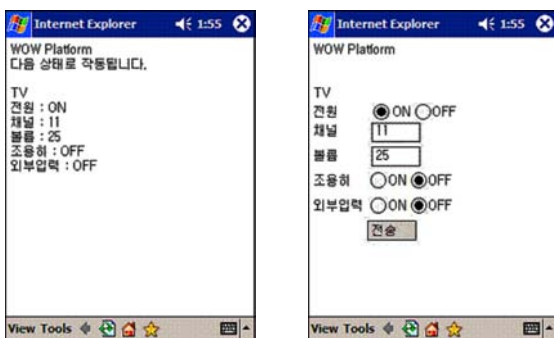 Internet Explorer 1:55
WOW Platform
다음 상태로 작동됩니다.
TV
전원 : ON
채널 : 11
볼륨 : 25
조용히 : OFF
외부입력 : OFF
View Tools
Internet Explorer 1:55
WOW Platform
TV
전원 ON OFF
채널 11
볼륨 25
조용히 ON OFF
외부입력 ON OFF
전송
View Tools